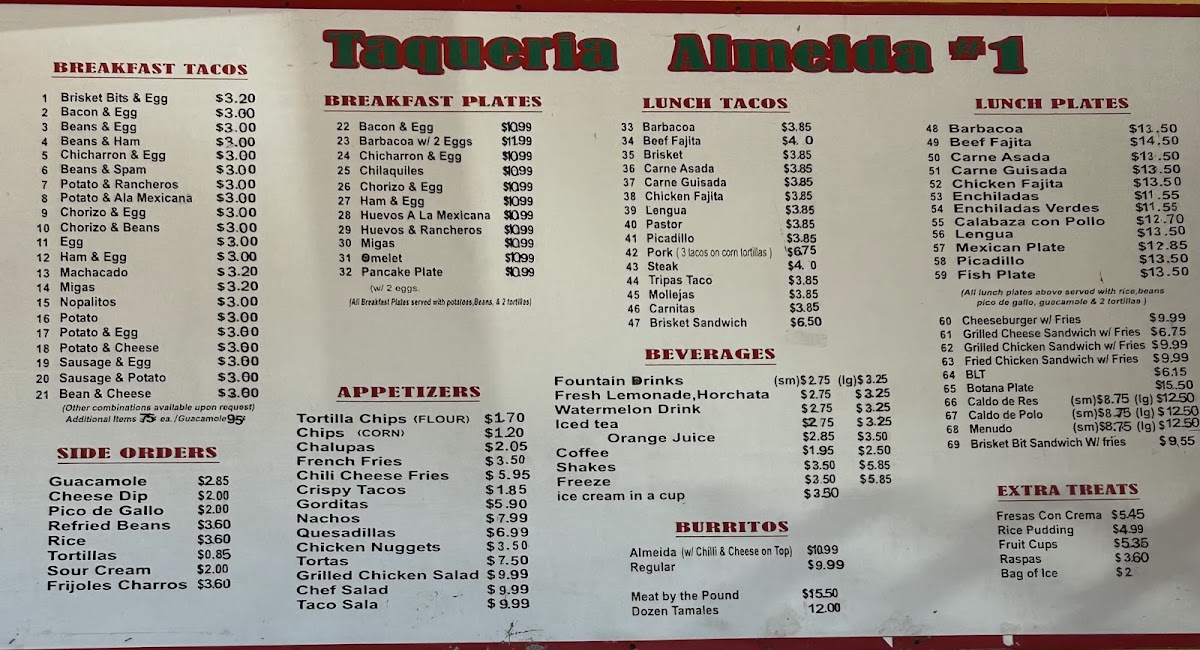 Taqueria Almeida #1
BREAKFAST TACOS
1 Brisket Bits & Egg $3.20
2 Bacon & Egg $3.00
3 Beans & Egg $3.00
4 Beans & Ham $3.00
5 Chicharron & Egg $3.00
6 Beans & Spam $3.00
7 Potato & Rancheros $3.00
8 Potato & Ala Mexicana $3.00
9 Chorizo & Egg $3.00
10 Chorizo & Beans $3.00
11 Egg $3.00
12 Ham & Egg $3.00
13 Machacado $3.20
14 Migas $3.20
15 Nopalitos $3.00
16 Potato $3.00
17 Potato & Egg $3.00
18 Potato & Cheese $3.00
19 Sausage & Egg $3.00
20 Sausage & Potato $3.00
21 Bean & Cheese $3.00
(Other combinations available upon request)
Additional Items 75¢ ea./Guacamole 95¢
SIDE ORDERS
Guacamole $2.85
Cheese Dip $2.00
Pico de Gallo $2.00
Refried Beans $3.60
Rice $3.60
Tortillas $0.85
Sour Cream $2.00
Frijoles Charros $3.60
BREAKFAST PLATES
22 Bacon & Egg $10.99
23 Barbacoa w/ 2 Eggs $11.99
24 Chicharron & Egg $10.99
25 Chilaquiles $10.99
26 Chorizo & Egg $10.99
27 Ham & Egg $10.99
28 Huevos A La Mexicana $10.99
29 Huevos & Rancheros $10.99
30 Migas $10.99
31 Omelet $10.99
32 Pancake Plate $10.99
(w/ 2 eggs.
(All Breakfast Plates served with potatoes,Beans, & 2 tortillas)
APPETIZERS
Tortilla Chips (FLOUR) $1.70
Chips (CORN) $1.20
Chalupas $2.05
French Fries $3.50
Chili Cheese Fries $5.95
Crispy Tacos $1.85
Gorditas $5.90
Nachos $7.99
Quesadillas $6.99
Chicken Nuggets $3.50
Tortas $7.50
Grilled Chicken Salad $9.99
Chef Salad $9.99
Taco Sala $9.99
LUNCH TACOS
33 Barbacoa $3.85
34 Beef Fajita $4. 0
35 Brisket $3.85
36 Carne Asada $3.85
37 Carne Guisada $3.85
38 Chicken Fajita $3.85
39 Lengua $3.85
40 Pastor $3.85
41 Picadillo $3.85
42 Pork ( 3 tacos on corn tortillas ) $6.75
43 Steak $4. 0
44 Tripas Taco $3.85
45 Mollejas $3.85
46 Carnitas $3.85
47 Brisket Sandwich $6.50
BEVERAGES
Fountain Drinks (sm)$2.75 (lg)$3.25
Fresh Lemonade,Horchata $2.75 $3.25
Watermelon Drink $2.75 $3.25
Iced tea $2.75 $3.25
Orange Juice $2.85 $3.50
Coffee $1.95 $2.50
Shakes $3.50 $5.85
Freeze $3.50 $5.85
ice cream in a cup $3.50
BURRITOS
Almeida (w/ Chilli & Cheese on Top) $10.99
Regular $9.99
Meat by the Pound $15.50
Dozen Tamales 12.00
LUNCH PLATES
48 Barbacoa $13.50
49 Beef Fajita $14.50
50 Carne Asada $13.50
51 Carne Guisada $13.50
52 Chicken Fajita $13.50
53 Enchiladas $11.55
54 Enchiladas Verdes $11.55
55 Calabaza con Pollo $12.70
56 Lengua $13.50
57 Mexican Plate $12.85
58 Picadillo $13.50
59 Fish Plate $13.50
(All lunch plates above served with rice,beans
pico de gallo, guacamole & 2 tortillas )
60 Cheeseburger w/ Fries $9.99
61 Grilled Cheese Sandwich w/ Fries $6.75
62 Grilled Chicken Sandwich w/ Fries $9.99
63 Fried Chicken Sandwich w/ Fries $9.99
64 BLT $6.15
65 Botana Plate $15.50
66 Caldo de Res (sm)$8.75 (lg) $12.50
67 Caldo de Polo (sm)$8.75 (lg) $12.50
68 Menudo (sm)$8.75 (lg) $12.50
69 Brisket Bit Sandwich W/ fries $9.55
EXTRA TREATS
Fresas Con Crema $5.45
Rice Pudding $4.99
Fruit Cups $5.35
Raspas $3.60
Bag of Ice $2